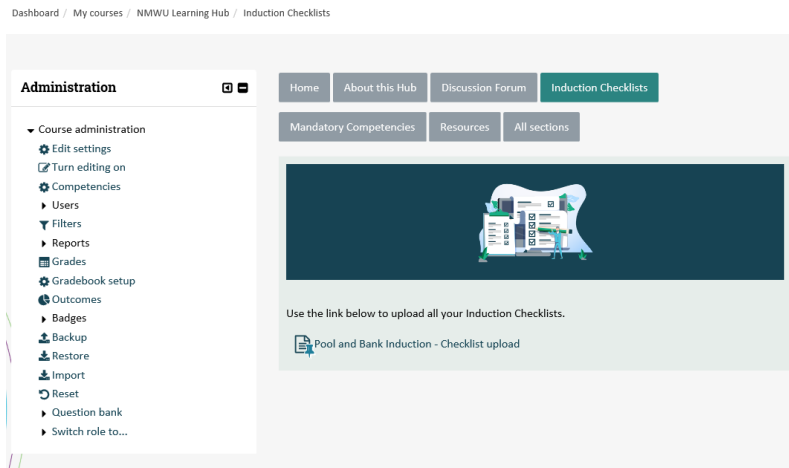 Dashboard / My courses / NMWU Learning Hub / Induction Checklists
Administration
Course administration
Edit settings
Turn editing on
Competencies
Users
Filters
Reports
Grades
Gradebook setup
Outcomes
Badges
Backup
Restore
Import
Reset
Question bank
Switch role to...
Home
About this Hub
Discussion Forum
Induction Checklists
Mandatory Competencies
Resources
All sections
Use the link below to upload all your Induction Checklists.
Pool and Bank Induction - Checklist upload